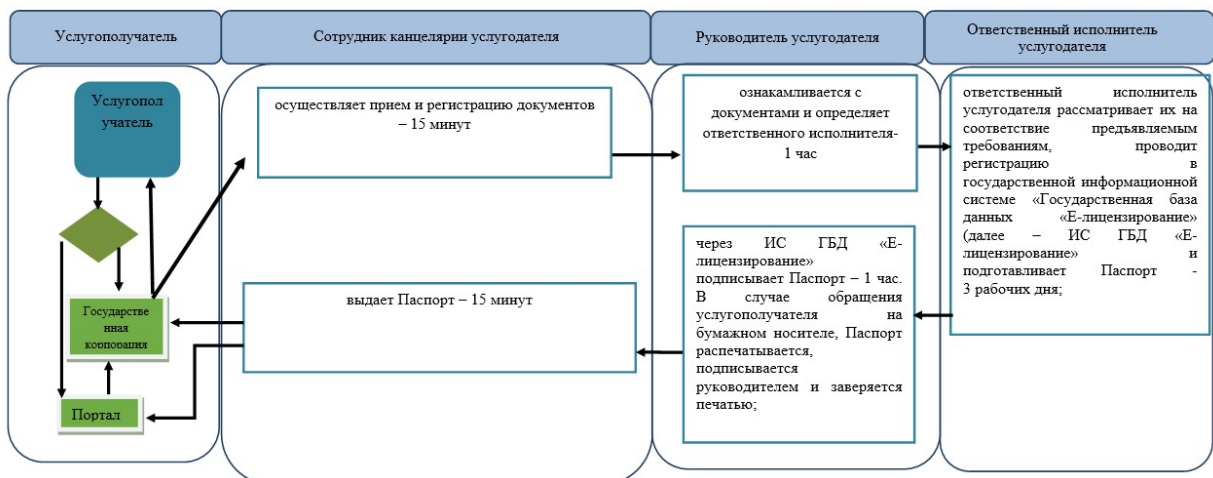 Услугополучатель
Сотрудник канцелярии услугодателя
Руководитель услугодателя
Ответственный исполнитель
услугодателя
Услугопол
учатель
Государстве
нная
корпорация
Портал
осуществляет прием и регистрацию документов
– 15 минут
выдает Паспорт – 15 минут
ознакамливается с
документами и определяет
ответственного исполнителя-
1 час
через ИС ГБД «Е-
лицензирование»
подписывает Паспорт – 1 час.
В случае обращения
услугополучателя на
бумажном носителе, Паспорт
распечатывается,
подписывается
руководителем и заверяется
печатью;
ответственный исполнитель
услугодателя рассматривает их на
соответствие предъявляемым
требованиям, проводит
регистрацию в
государственной информационной
системе «Государственная база
данных «Е-лицензирование»
(далее – ИС ГБД «Е-
лицензирование» и
подготавливает Паспорт -
3 рабочих дня;